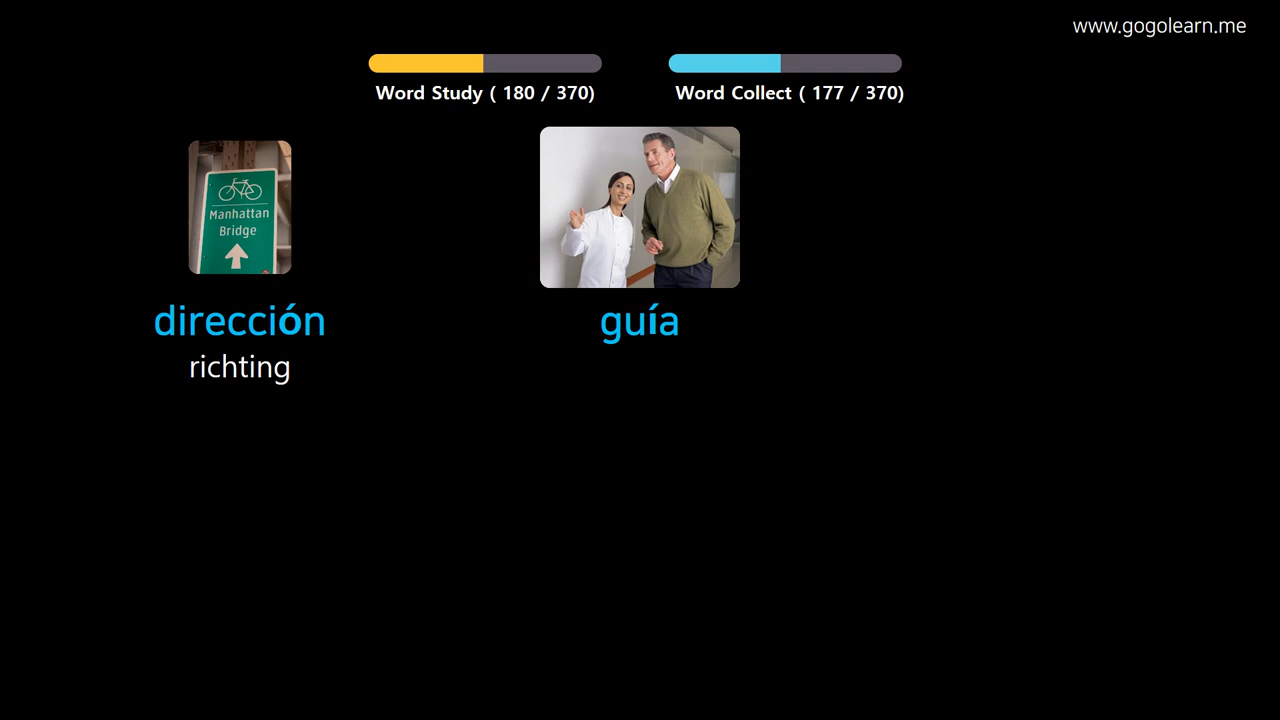 www.gogolearn.me
Word Study ( 180 / 370)
Word Collect ( 177 / 370)
Manhattan
Bridge
dirección
guía
richting